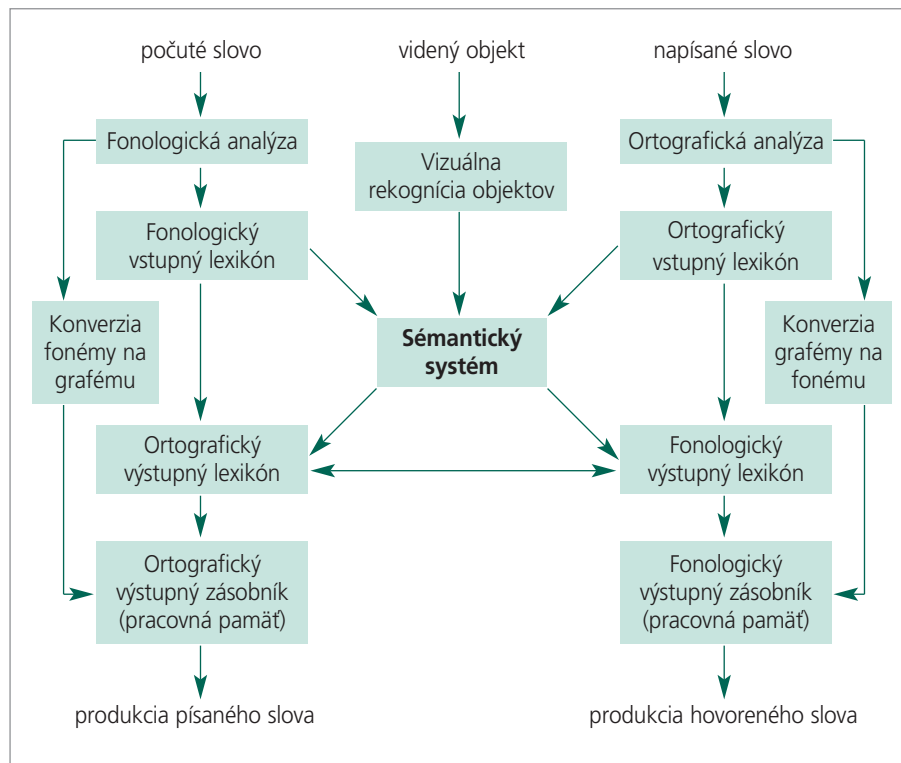 počuté slovo
videný objekt
napísané slovo
Fonologická analýza
Ortografická analýza
Vizuálna
rekognícia objektov
Fonologický
vstupný lexikón
Ortografický
vstupný lexikón
Konverzia
fonémy na
grafému
Sémantický
systém
Konverzia
grafémy na
fonému
Ortografický
výstupný lexikón
Fonologický
výstupný lexikón
Ortografický
výstupný zásobník
(pracovná pamäť)
Fonologický
výstupný zásobník
(pracovná pamäť)
produkcia písaného slova
produkcia hovoreného slova